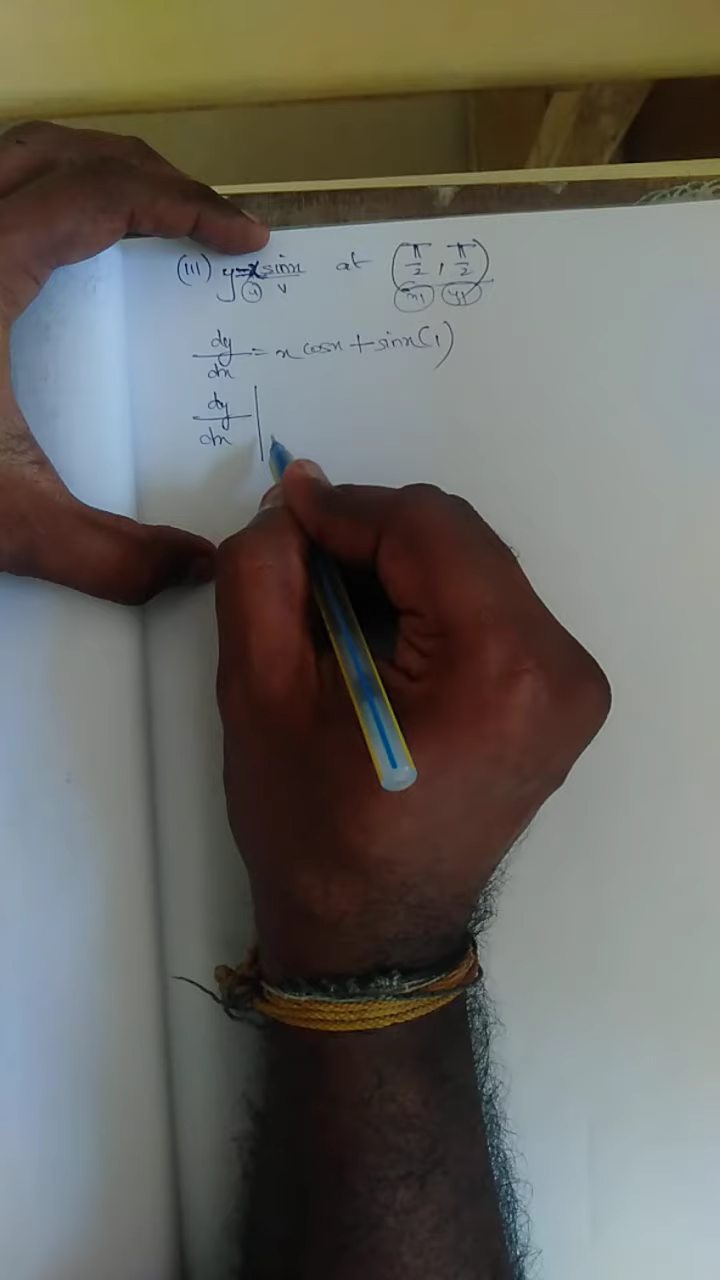 (III) y=x sinx at (π/2, π/2)
u v x1 y1
dy/dx = x cosx + sinx(1)
dy/dx |